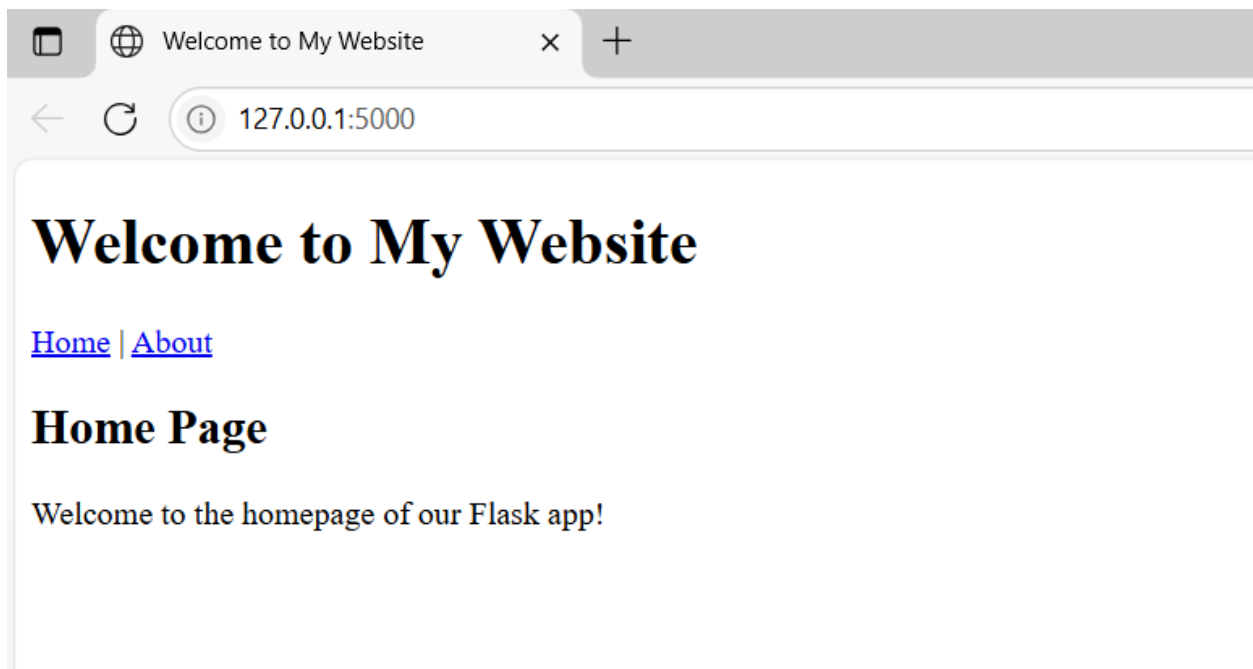 Welcome to My Website
127.0.0.1:5000
Welcome to My Website
Home | About
Home Page
Welcome to the homepage of our Flask app!